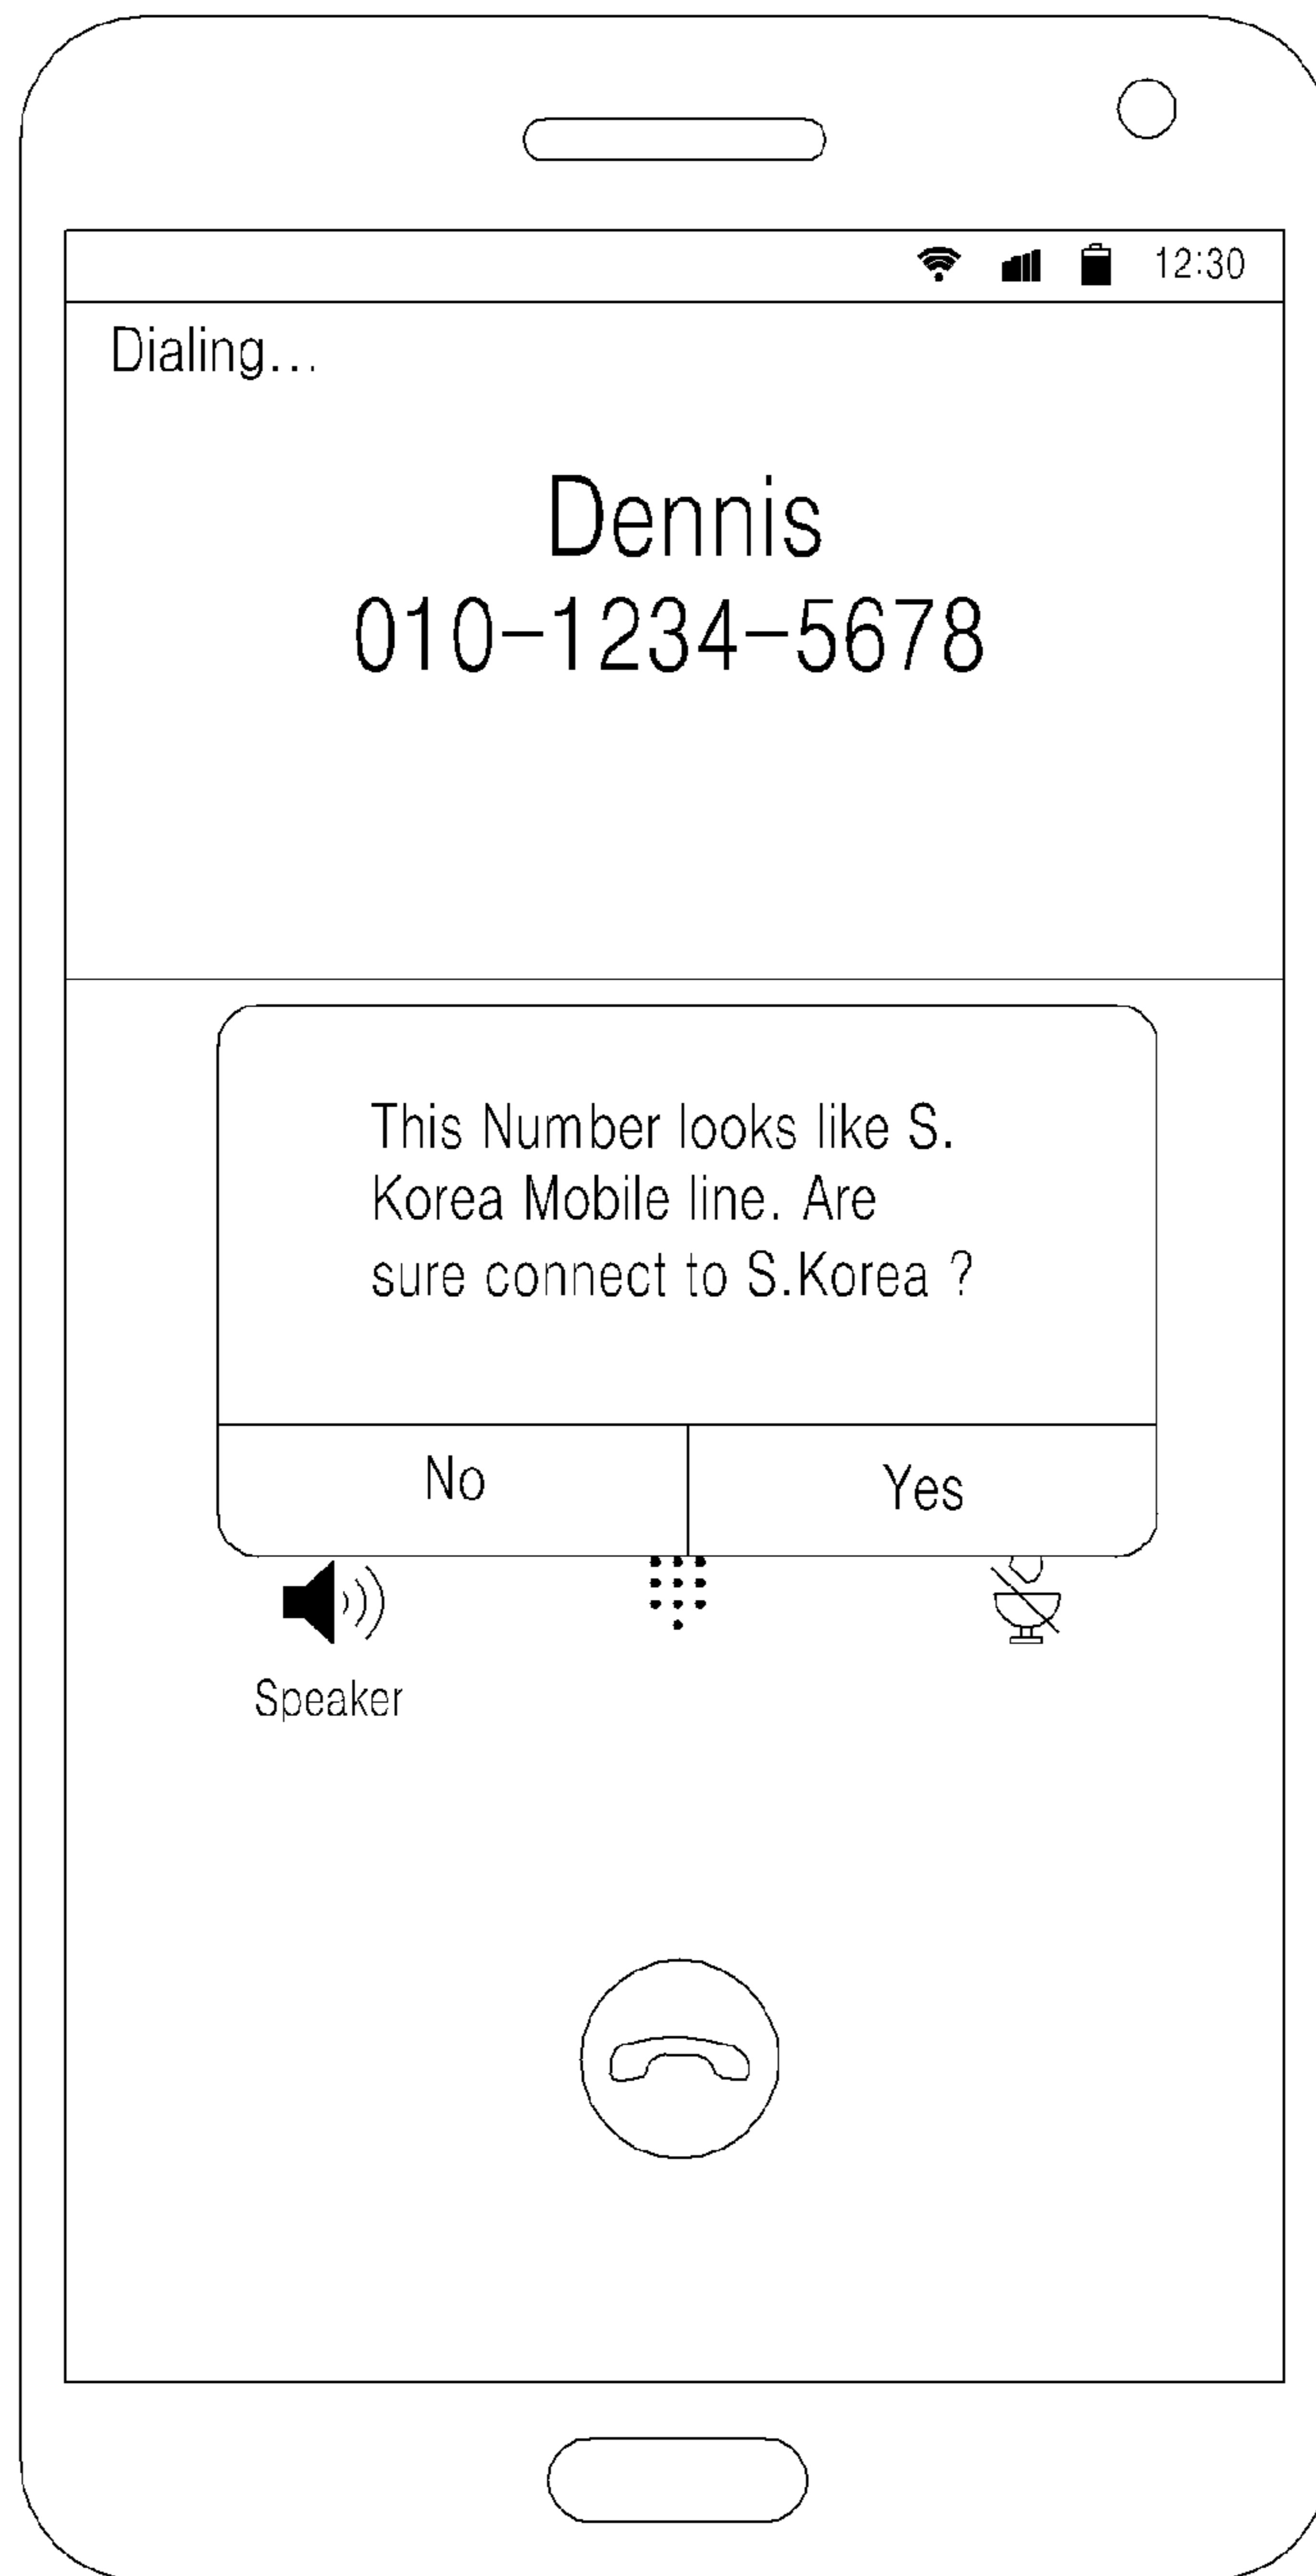 12:30
Dialing...
Dennis
010-1234-5678
This Number looks like S.
Korea Mobile line. Are
sure connect to S.Korea ?
No
Yes
Speaker